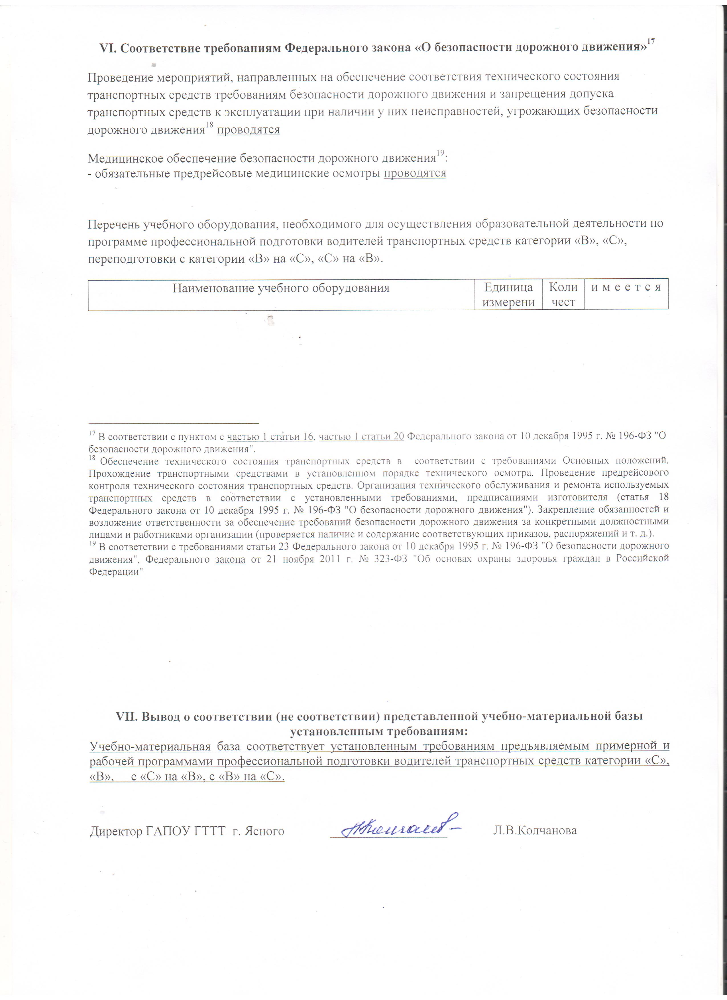 VI. Соответствие требованиям Федерального закона «О безопасности дорожного движения»17
Проведение мероприятий, направленных на обеспечение соответствия технического состояния
транспортных средств требованиям безопасности дорожного движения и запрещения допуска
транспортных средств к эксплуатации при наличии у них неисправностей, угрожающих безопасности
дорожного движения18 проводятся
Медицинское обеспечение безопасности дорожного движения19:
- обязательные предрейсовые медицинские осмотры проводятся
Перечень учебного оборудования, необходимого для осуществления образовательной деятельности по
программе профессиональной подготовки водителей транспортных средств категории «В», «С»,
переподготовки с категории «В» на «С», «С» на «В».
Наименование учебного оборудования Единица Коли имеется
измерени чест
17 В соответствии с пунктом с частью 1 статьи 16, частью 1 статьи 20 Федерального закона от 10 декабря 1995 г. № 196-ФЗ "О
безопасности дорожного движения".
18 Обеспечение технического состояния транспортных средств в соответствии с требованиями Основных положений.
Прохождение транспортными средствами в установленном порядке технического осмотра. Проведение предрейсового
контроля технического состояния транспортных средств. Организация технического обслуживания и ремонта используемых
транспортных средств в соответствии с установленными требованиями, предписаниями изготовителя (статья 18
Федерального закона от 10 декабря 1995 г. № 196-ФЗ "О безопасности дорожного движения"). Закрепление обязанностей и
возложение ответственности за обеспечение требований безопасности дорожного движения за конкретными должностными
лицами и работниками организации (проверяется наличие и содержание соответствующих приказов, распоряжений и т. д.).
19 В соответствии с требованиями статьи 23 Федерального закона от 10 декабря 1995 г. № 196-ФЗ "О безопасности дорожного
движения", Федерального закона от 21 ноября 2011 г. № 323-ФЗ "Об основах охраны здоровья граждан в Российской
Федерации"
VII. Вывод о соответствии (не соответствии) представленной учебно-материальной базы
установленным требованиям:
Учебно-материальная база соответствует установленным требованиям предъявляемым примерной и
рабочей программами профессиональной подготовки водителей транспортных средств категории «С»,
«В», с «С» на «В», с «В» на «С».
Директор ГАПОУ ГТТТ г. Ясного Л.В.Колчанова